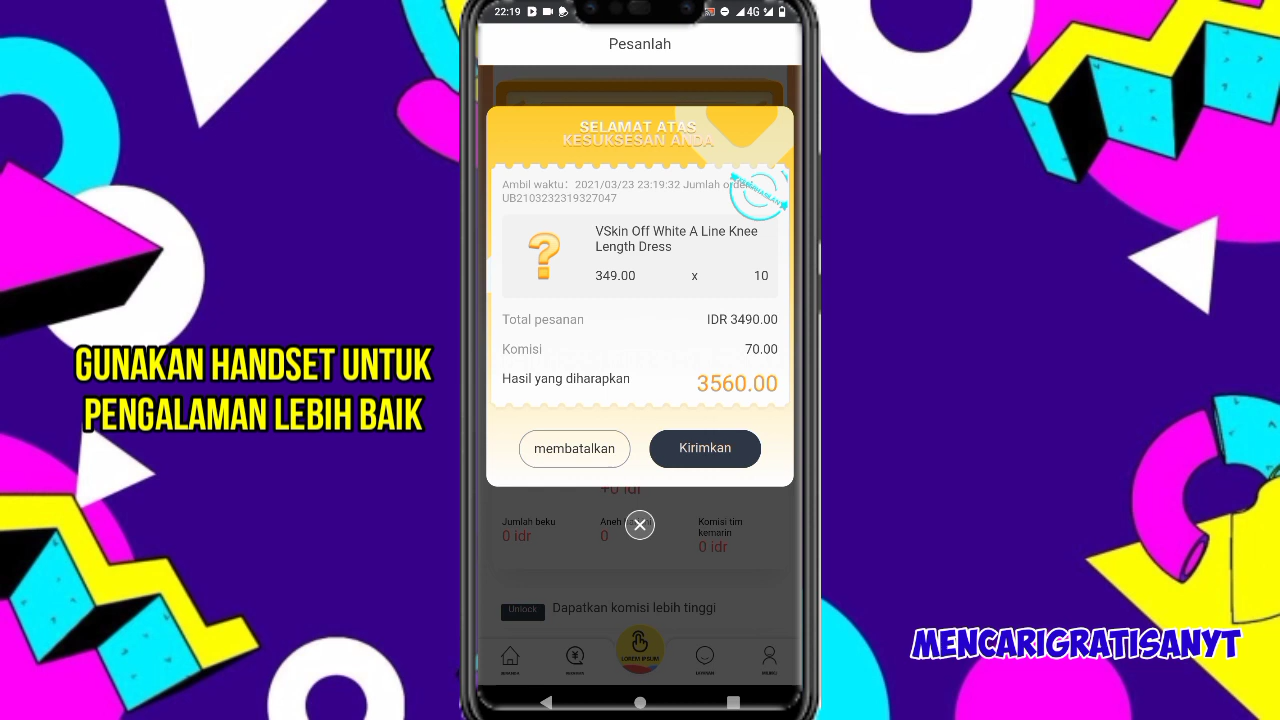 22:19
4G
Pesanlah
SELAMAT ATAS
KESUKSESAN ANDA
Ambil waktu： 2021/03/23 23:19:32 Jumlah order
UB2103232319327047
VSkin Off White A Line Knee
Length Dress
349.00 x 10
Total pesanan IDR 3490.00
Komisi 70.00
Hasil yang diharapkan 3560.00
membatalkan Kirimkan
+0 idr
Jumlah beku Aneh Komisi tim
kemarin
0 idr 0 0 idr
Unlock Dapatkan komisi lebih tinggi
LOREM IPSUM
GUNAKAN HANDSET UNTUK
PENGALAMAN LEBIH BAIK
MENCARIGRATISANYT